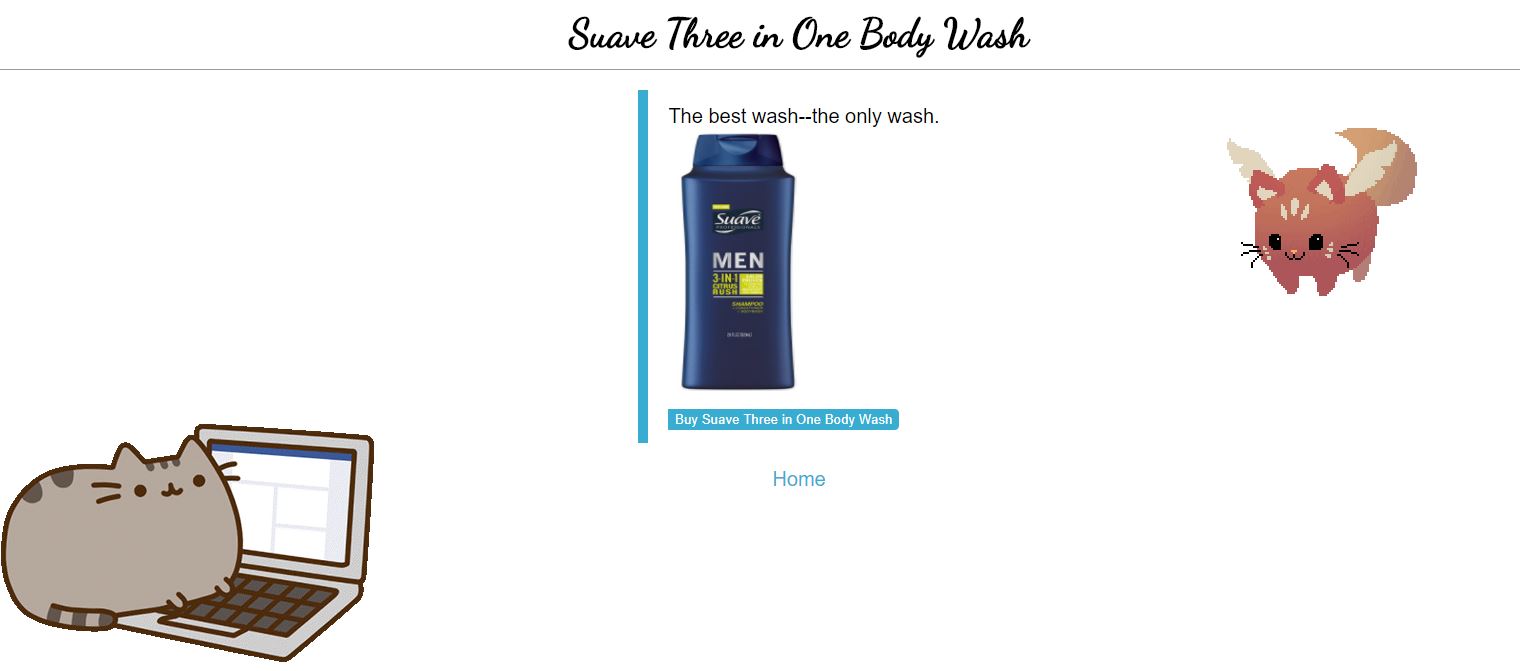 Suave Three in One Body Wash
The best wash--the only wash.
Suave
PROFESSIONALS
MEN
3-IN-1
CITRUS
RUSH
SHAMPOO
Buy Suave Three in One Body Wash
Home